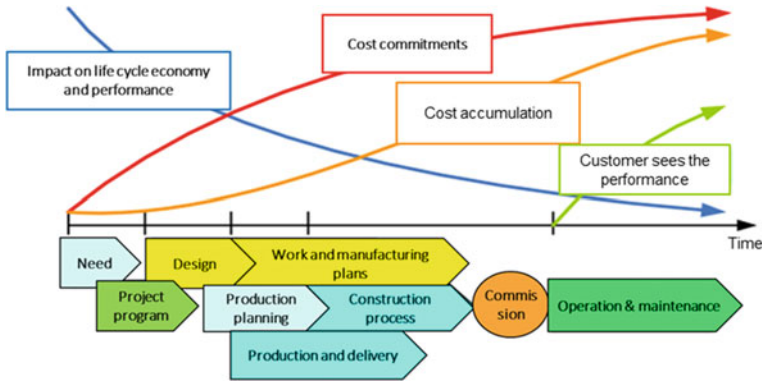 Cost commitments
Impact on life cycle economy
and performance
Cost accumulation
Customer sees the
performance
Time
Need
Design
Work and manufacturing
plans
Project
program
Production
planning
Construction
process
Commis
sion
Operation & maintenance
Production and delivery